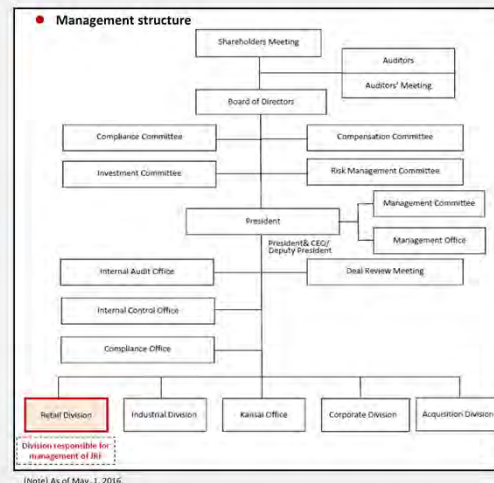 Management structure
Shareholders Meeting
Auditors
Auditors' Meeting
Board of Directors
Compliance Committee
Compensation Committee
Investment Committee
Risk Management Committee
Management Committee
President
Management Office
President& CEO/
Deputy President
Internal Audit Office
Deal Review Meeting
Internal Control Office
Compliance Office
Retail Division
Industrial Division
Kansai Office
Corporate Division
Acquisition Division
Division responsible for
management of JRF
(Note) As of May. 1, 2016